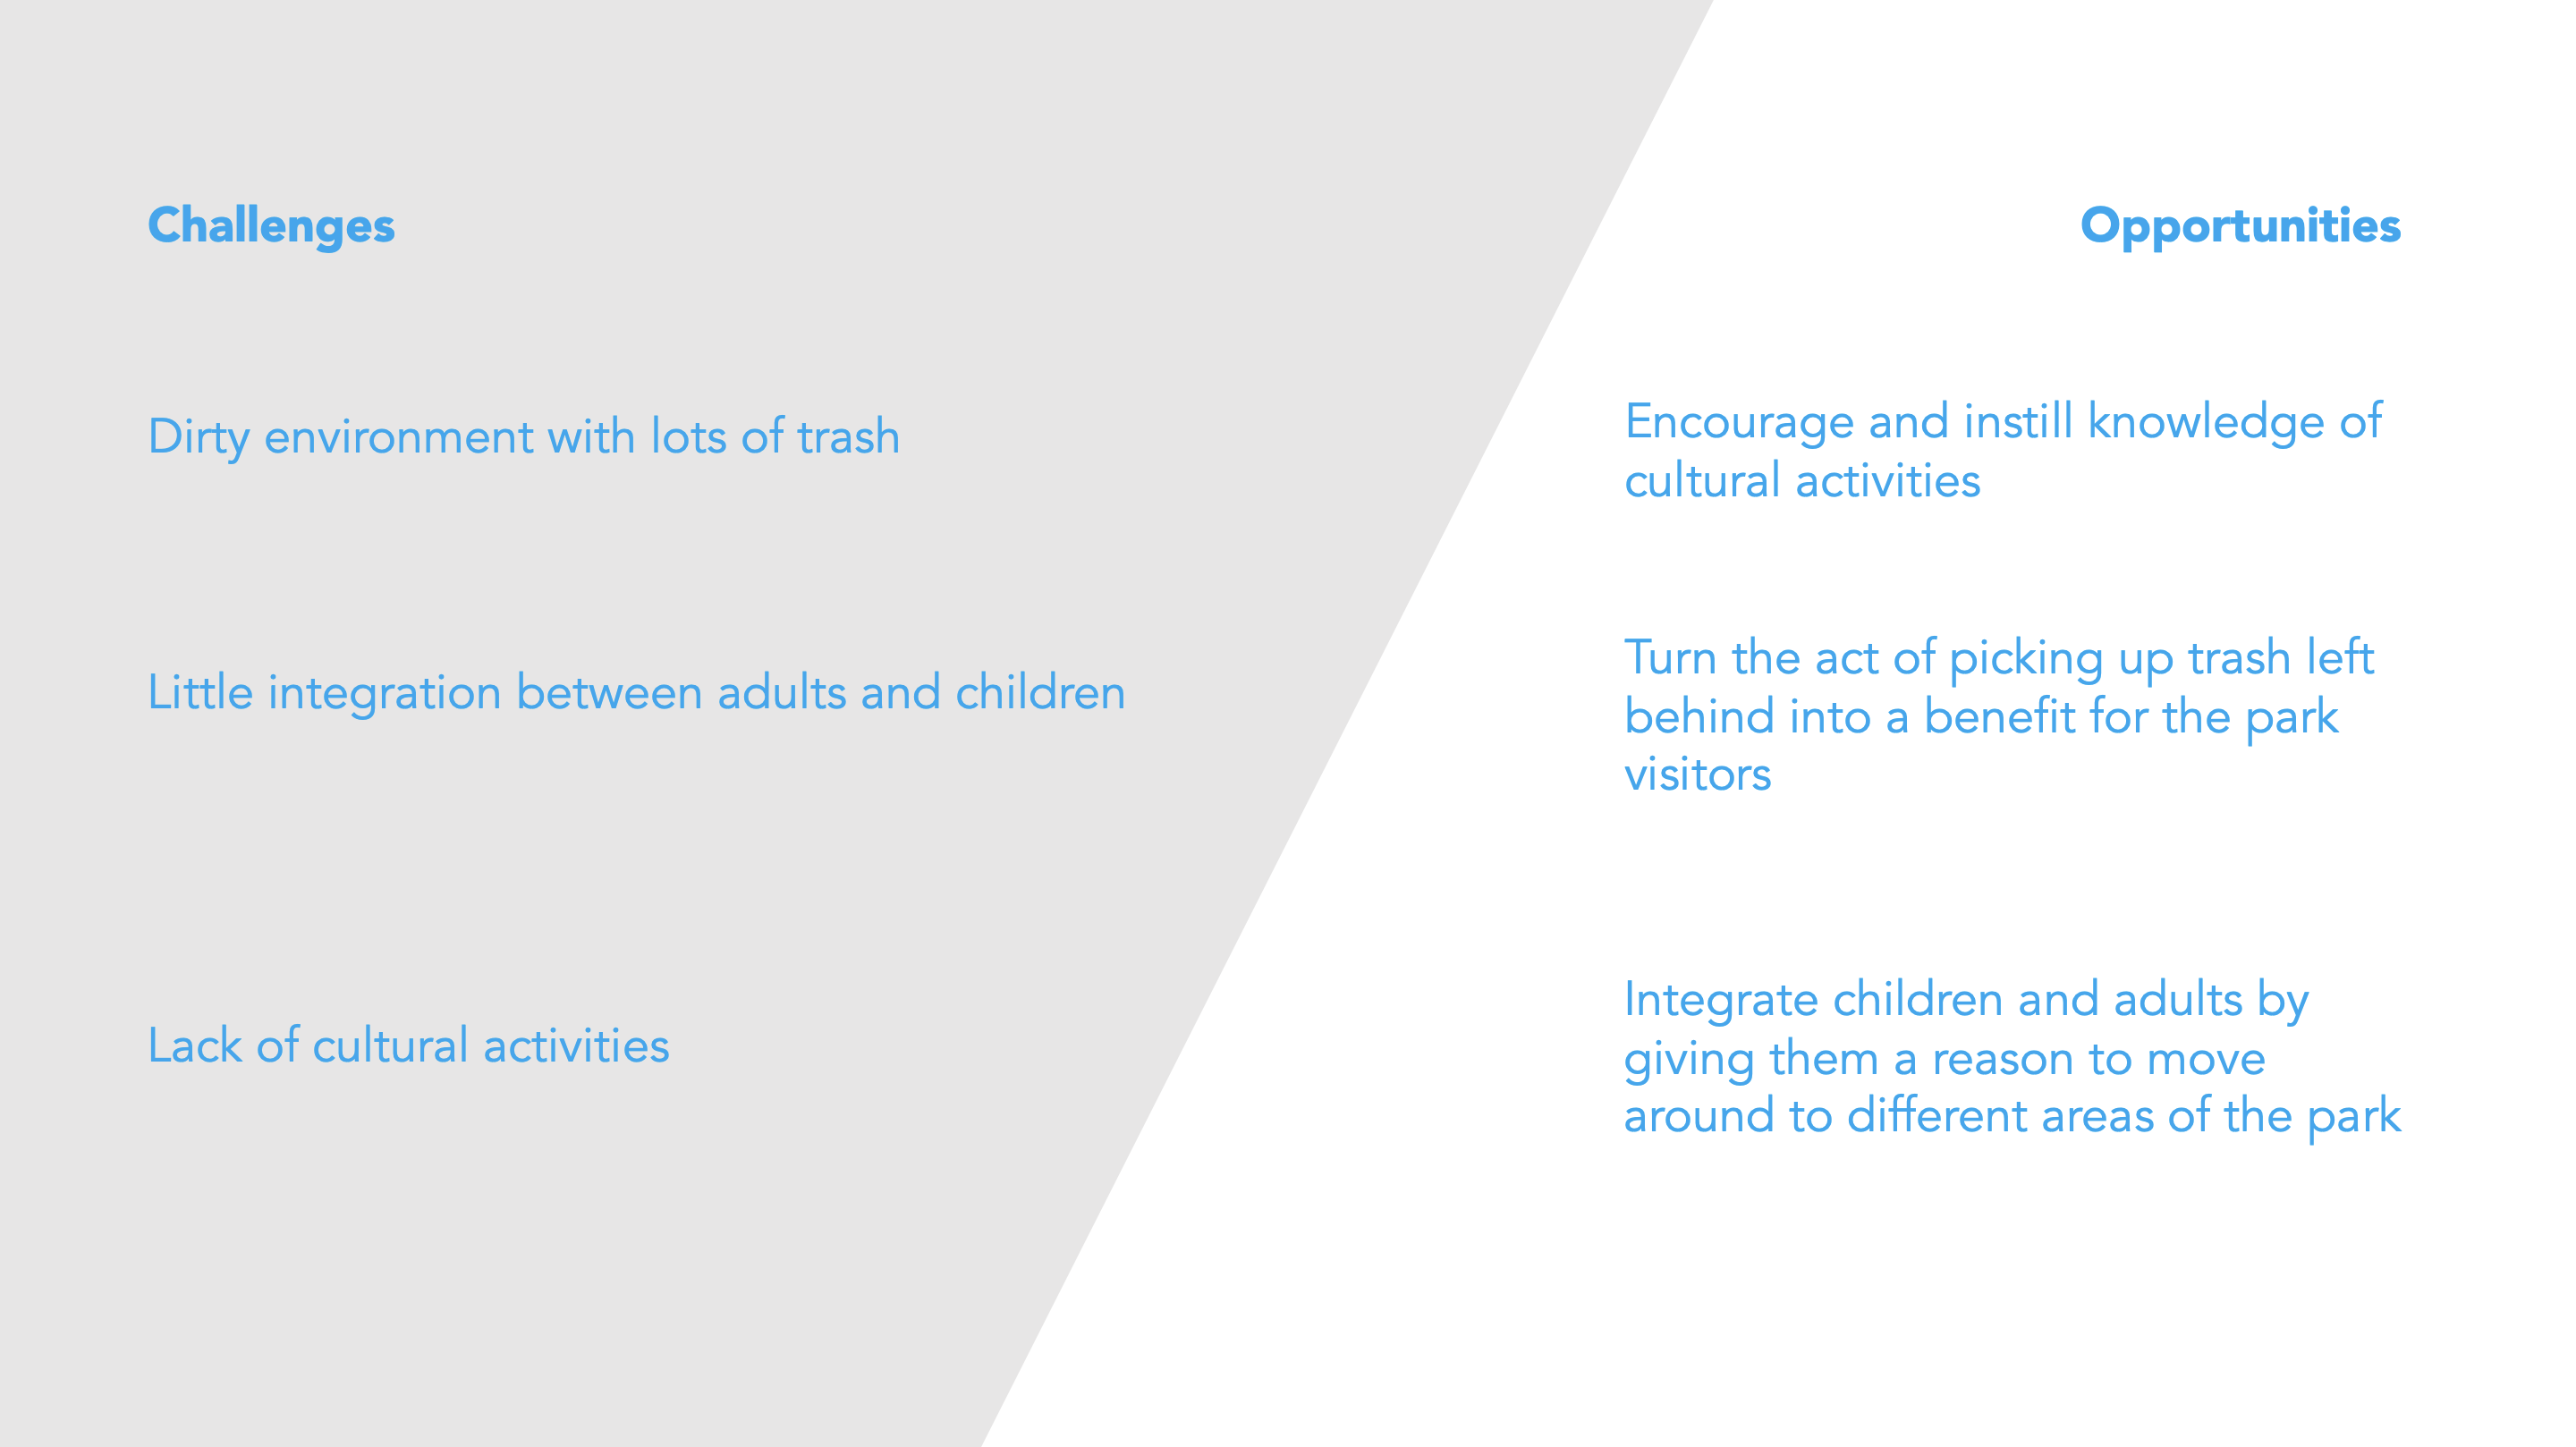 Challenges
Dirty environment with lots of trash
Little integration between adults and children
Lack of cultural activities
Opportunities
Encourage and instill knowledge of
cultural activities
Turn the act of picking up trash left
behind into a benefit for the park
visitors
Integrate children and adults by
giving them a reason to move
around to different areas of the park